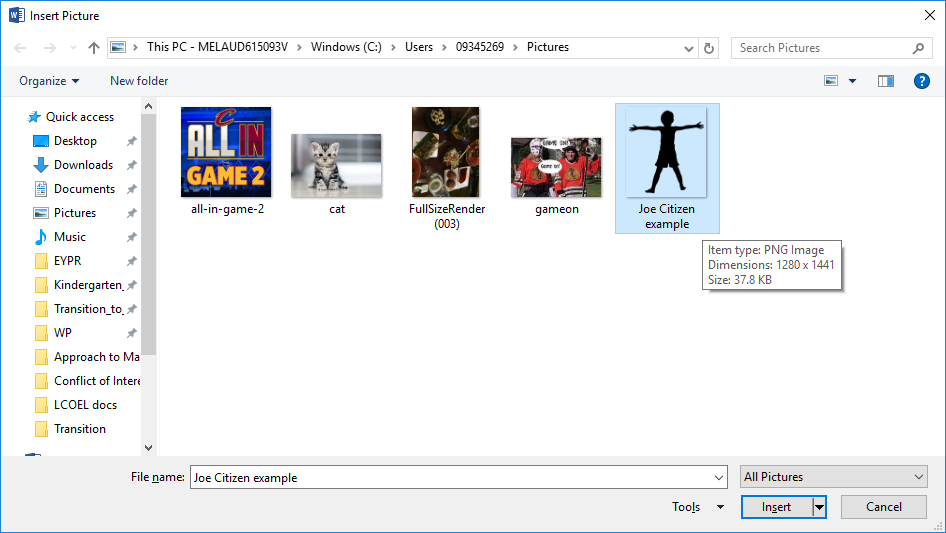 Insert Picture
This PC - MELAUD615093V > Windows (C:) > Users > 09345269 > Pictures
Search Pictures
Organize
New folder
Quick access
Desktop
Downloads
Documents
Pictures
Music
EYPR
Kindergarten_
Transition_to_
WP
Approach to Ma
Conflict of Intere
LCOEL docs
Transition
ALL IN
GAME 2
all-in-game-2
cat
FullSizeRender
(003)
GAME ON!
GAME ON!
gameon
Joe Citizen
example
Item type: PNG Image
Dimensions: 1280 x 1441
Size: 37.8 KB
File name:
Joe Citizen example
All Pictures
Tools
Insert
Cancel